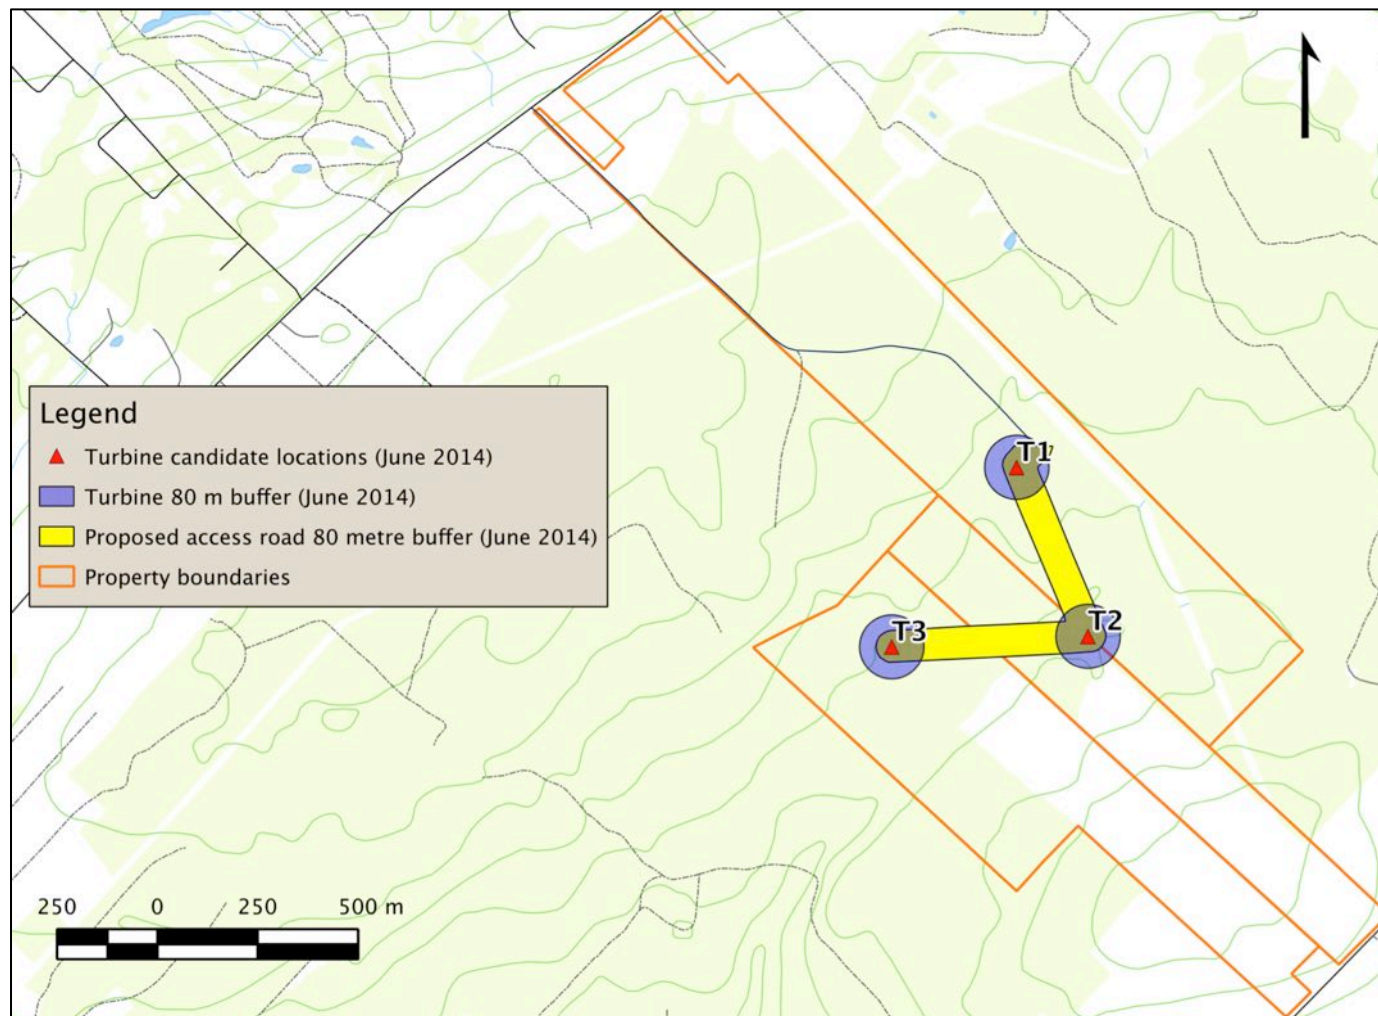 Legend
Turbine candidate locations (June 2014)
Turbine 80 m buffer (June 2014)
Proposed access road 80 metre buffer (June 2014)
Property boundaries
T1
T2
T3
250 0 250 500 m